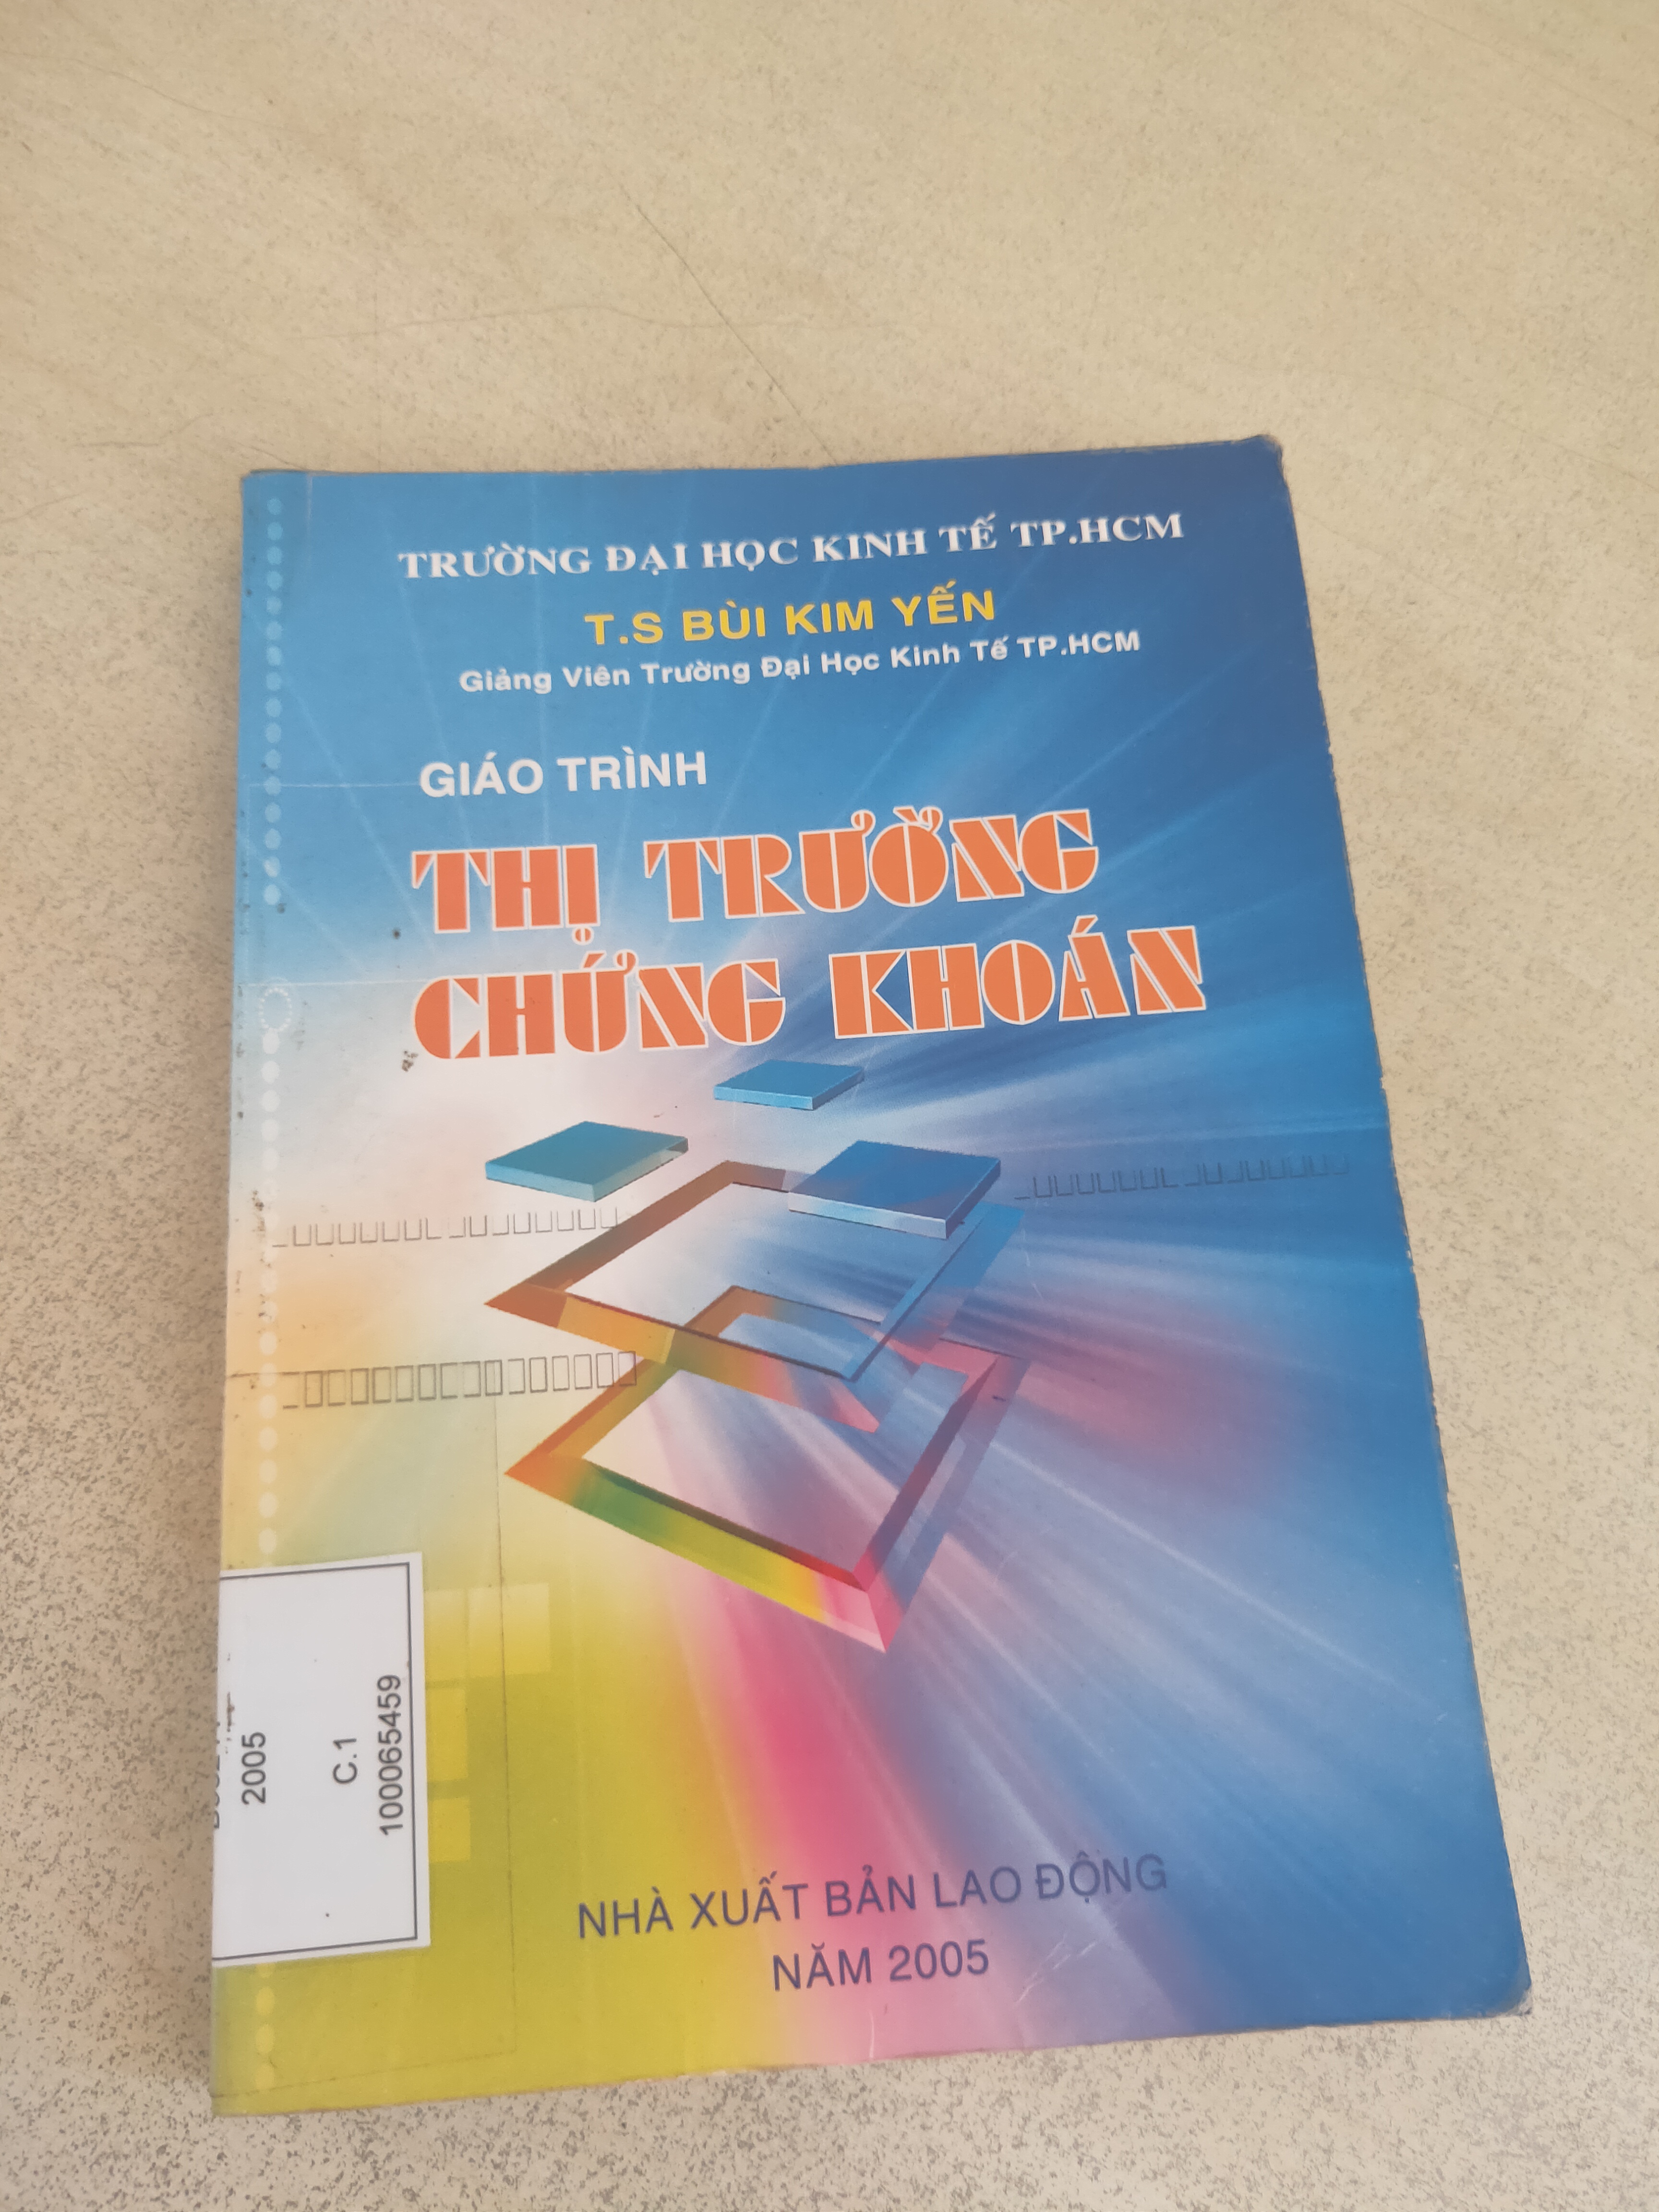 TRƯỜNG ĐẠI HỌC KINH TẾ TP.HCM
T.S BÙI KIM YẾN
Giảng Viên Trường Đại Học Kinh Tế TP.HCM
GIÁO TRÌNH
THỊ TRƯỜNG
CHỨNG KHOÁN
2005
C.1
100065459
NHÀ XUẤT BẢN LAO ĐỘNG
NĂM 2005